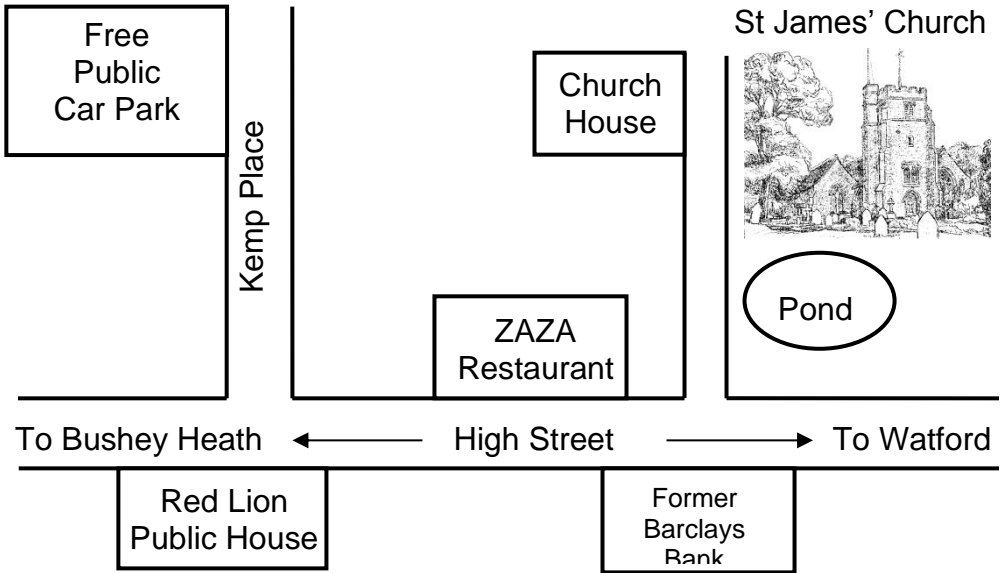 St James’ Church
Free
Public
Car Park
Church
House
Kemp Place
Pond
ZAZA
Restaurant
To Bushey Heath
High Street
To Watford
Red Lion
Public House
Former
Barclays
Bank